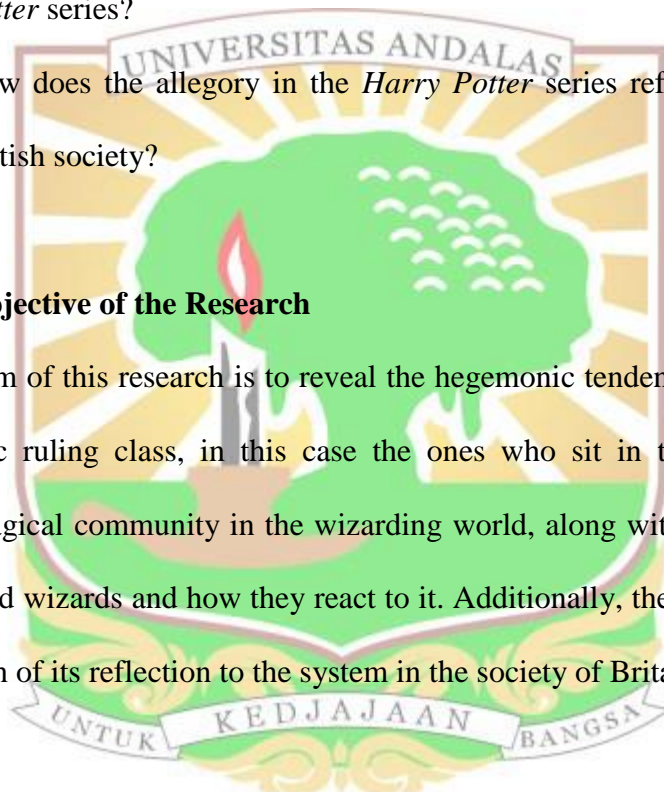 tter series?
UNIVERSITAS ANDALAS
w does the allegory in the Harry Potter series ref
tish society?
jective of the Research
m of this research is to reveal the hegemonic tenden
c ruling class, in this case the ones who sit in t
agical community in the wizarding world, along wit
d wizards and how they react to it. Additionally, the
n of its reflection to the system in the society of Brita
UNTUK KEDJAJAAN BANGSA